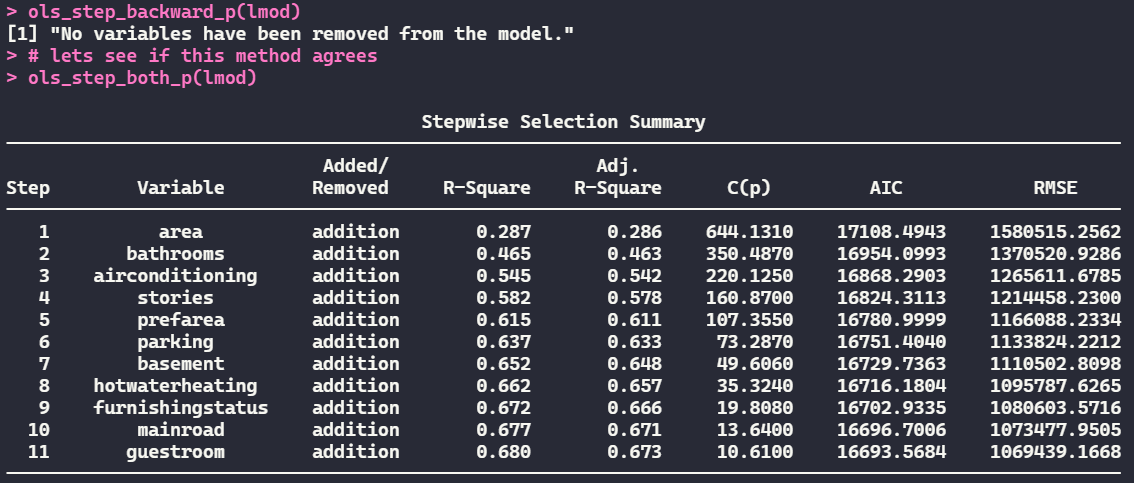 > ols_step_backward_p(lmod)
[1] "No variables have been removed from the model."
> # lets see if this method agrees
> ols_step_both_p(lmod)
Stepwise Selection Summary
Added/ Adj.
Step Variable Removed R-Square R-Square C(p) AIC RMSE
1 area addition 0.287 0.286 644.1310 17108.4943 1580515.2562
2 bathrooms addition 0.465 0.463 350.4870 16954.0993 1370520.9286
3 airconditioning addition 0.545 0.542 220.1250 16868.2903 1265611.6785
4 stories addition 0.582 0.578 160.8700 16824.3113 1214458.2300
5 prefarea addition 0.615 0.611 107.3550 16780.9999 1166088.2334
6 parking addition 0.637 0.633 73.2870 16751.4040 1133824.2212
7 basement addition 0.652 0.648 49.6060 16729.7363 1110502.8098
8 hotwaterheating addition 0.662 0.657 35.3240 16716.1804 1095787.6265
9 furnishingstatus addition 0.672 0.666 19.8080 16702.9335 1080603.5716
10 mainroad addition 0.677 0.671 13.6400 16696.7006 1073477.9505
11 guestroom addition 0.680 0.673 10.6100 16693.5684 1069439.1668